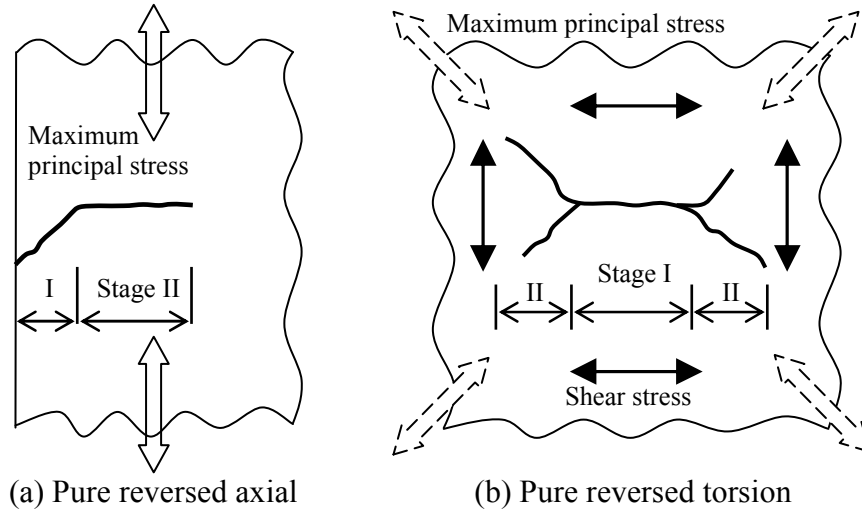 Maximum
principal stress
I
Stage II
(a) Pure reversed axial
Maximum principal stress
Stage I
II
II
Shear stress
(b) Pure reversed torsion